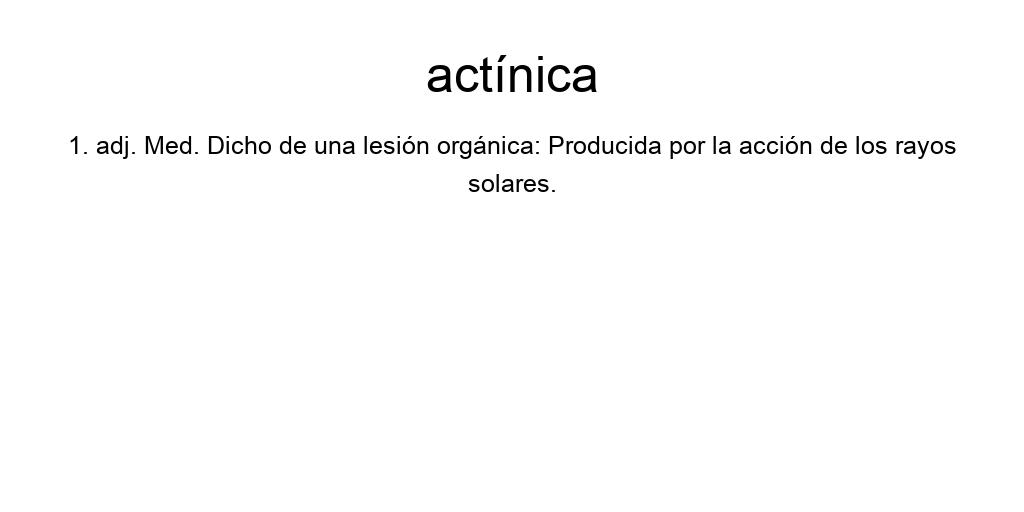 actínica
1. adj. Med. Dicho de una lesión orgánica: Producida por la acción de los rayos
solares.